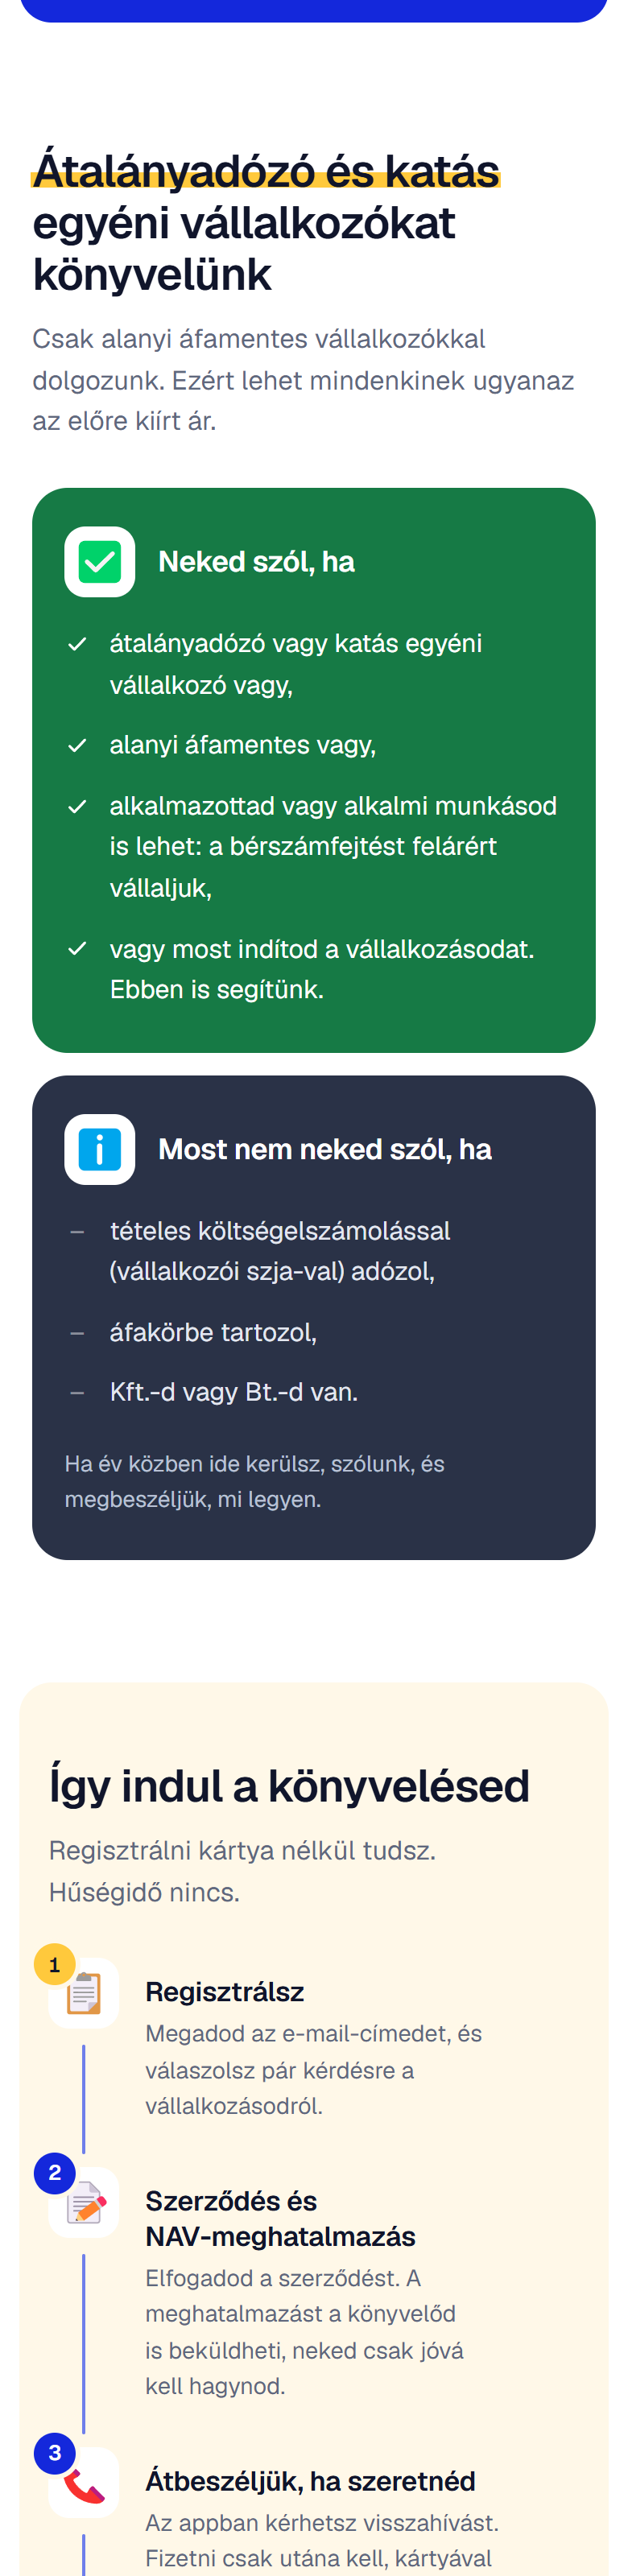 Átalányadózó és katás
egyéni vállalkozókat
könyvelünk
Csak alanyi áfamentes vállalkozókkal
dolgozunk. Ezért lehet mindenkinek ugyanaz
az előre kiírt ár.
Neked szól, ha
átalányadózó vagy katás egyéni
vállalkozó vagy,
alanyi áfamentes vagy,
alkalmazottad vagy alkalmi munkásod
is lehet: a bérszámfejtést felárért
vállaljuk,
vagy most indítod a vállalkozásodat.
Ebben is segítünk.
Most nem neked szól, ha
– tételes költségelszámolással
(vállalkozói szja-val) adózol,
– áfakörbe tartozol,
– Kft.-d vagy Bt.-d van.
Ha év közben ide kerülsz, szólunk, és
megbeszéljük, mi legyen.
Így indul a könyvelésed
Regisztrálni kártya nélkül tudsz.
Hűségidő nincs.
1
Regisztrálsz
Megadod az e-mail-címedet, és
válaszolsz pár kérdésre a
vállalkozásodról.
2
Szerződés és
NAV-meghatalmazás
Elfogadod a szerződést. A
meghatalmazást a könyvelőd
is beküldheti, neked csak jóvá
kell hagynod.
3
Átbeszéljük, ha szeretnéd
Az appban kérhetsz visszahívást.
Fizetni csak utána kell, kártyával